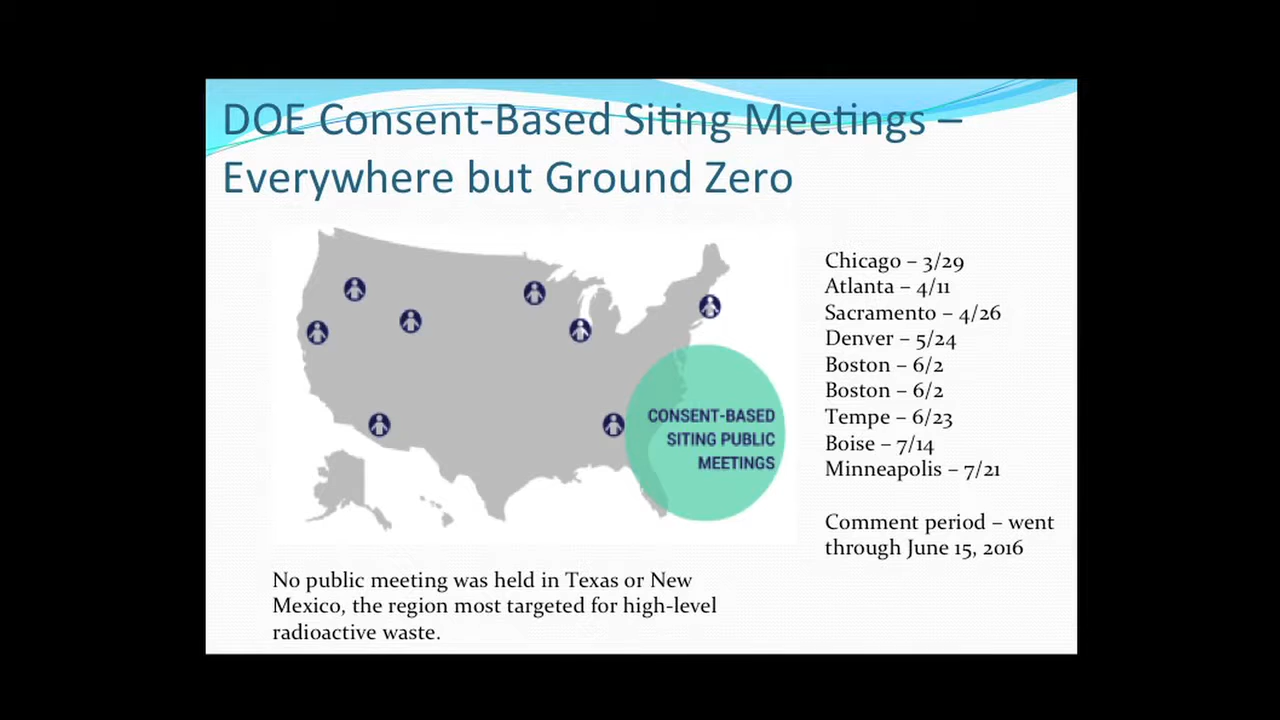 DOE Consent-Based Siting Meetings –
Everywhere but Ground Zero
CONSENT-BASED
SITING PUBLIC
MEETINGS
Chicago – 3/29
Atlanta – 4/11
Sacramento – 4/26
Denver – 5/24
Boston – 6/2
Boston – 6/2
Tempe – 6/23
Boise – 7/14
Minneapolis – 7/21
Comment period – went
through June 15, 2016
No public meeting was held in Texas or New
Mexico, the region most targeted for high-level
radioactive waste.